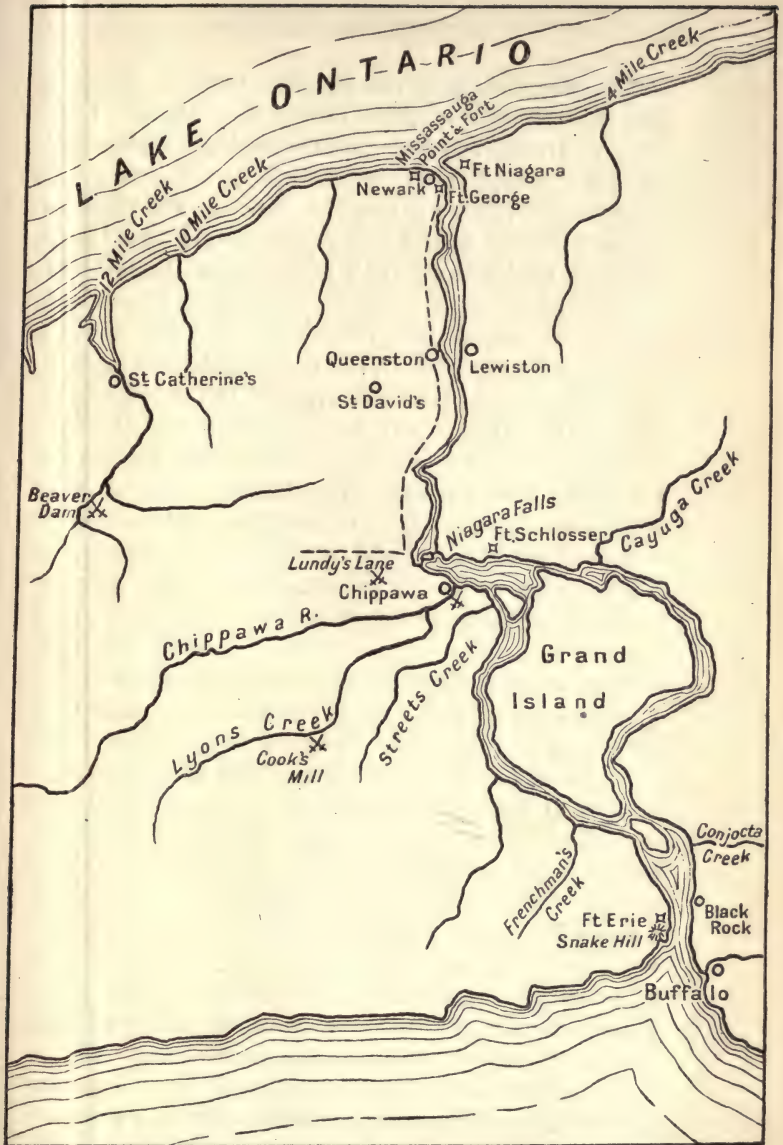 LAKE ONTARIO
4 Mile Creek
Mississauga
Point & Fort
Ft Niagara
Newark
Ft. George
10 Mile Creek
12 Mile Creek
Queenston
Lewiston
St. Catherine's
St. David's
Beaver
Dam
Niagara Falls
Ft. Schlosser
Cayuga Creek
Lundy's Lane
Chippawa
Chippawa R.
Grand
Island
Streets Creek
Lyons Creek
Cook's
Mill
Conjocta
Creek
Frenchman's
Creek
Ft Erie
Snake Hill
Black
Rock
Buffalo